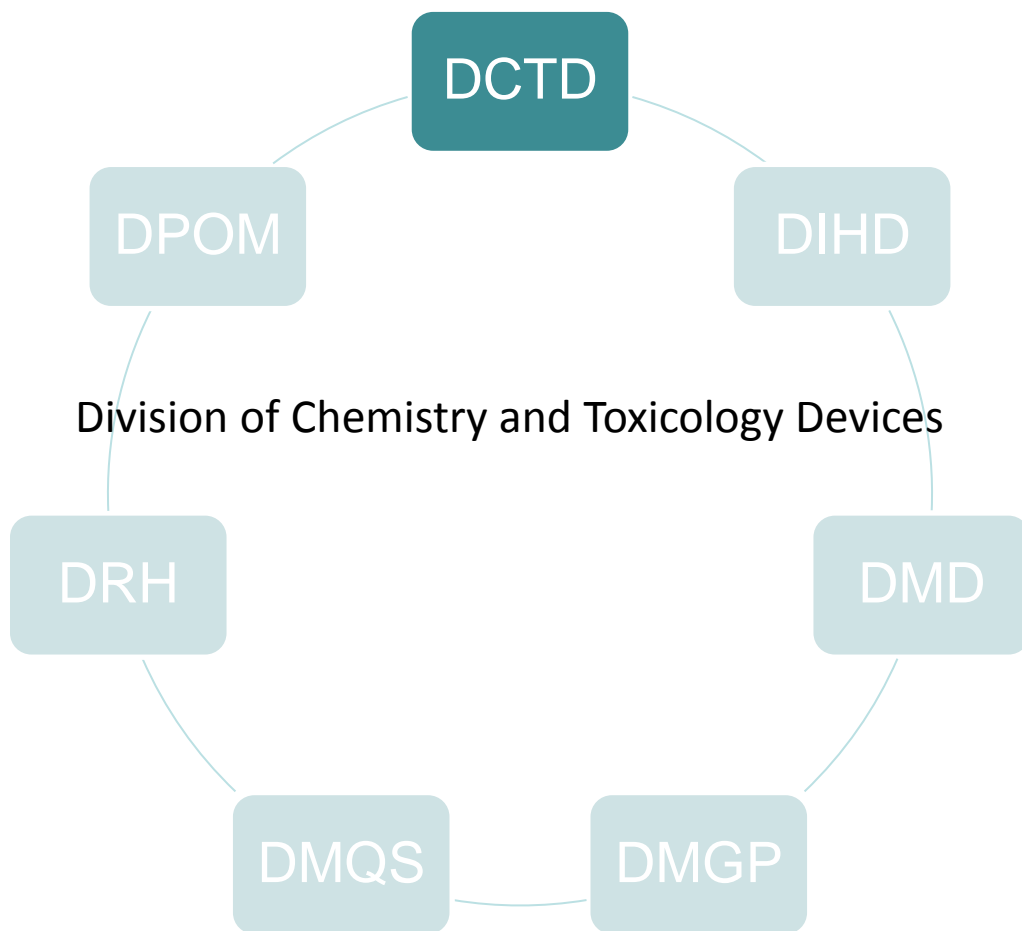 DCTD
DPOM
DIHD
Division of Chemistry and Toxicology Devices
DRH
DMD
DMQS
DMGP